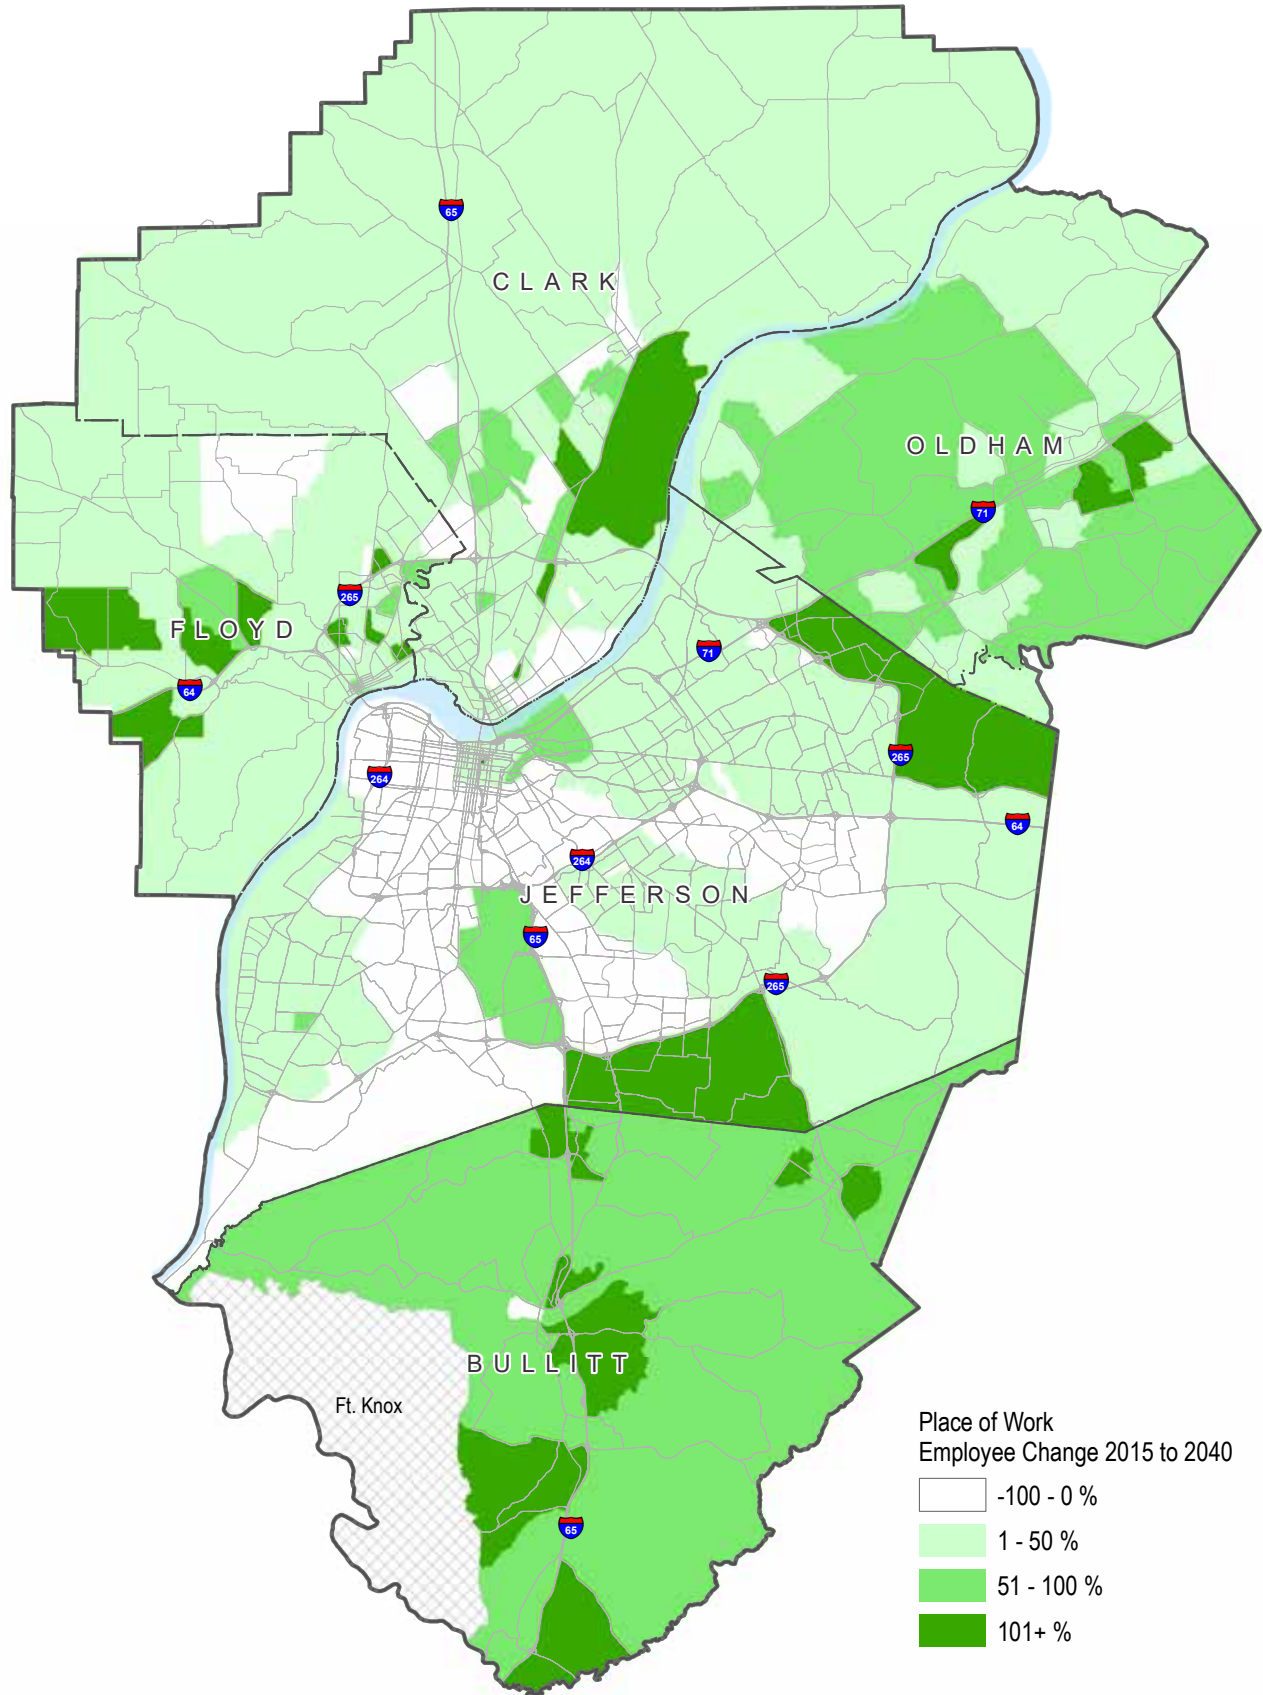 65
CLARK
OLDHAM
71
265
FLOYD
71
64
265
264
64
264
JEFFERSON
65
265
BULLITT
Ft. Knox
65
Place of Work
Employee Change 2015 to 2040
-100 - 0 %
1 - 50 %
51 - 100 %
101+ %